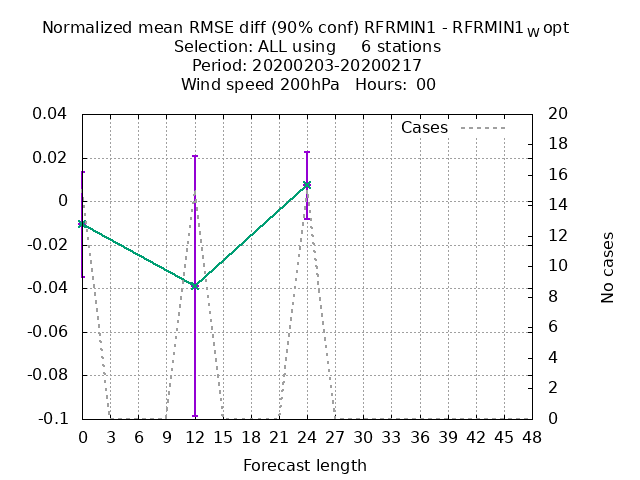 Normalized mean RMSE diff (90% conf) RFRMIN1 - RFRMIN1w opt
Selection: ALL using 6 stations
Period: 20200203-20200217
Wind speed 200hPa Hours: 00
Cases
0.04
0.02
0
-0.02
-0.04
-0.06
-0.08
-0.1
20
18
16
14
12
10
8
6
4
2
0
No cases
0 3 6 9 12 15 18 21 24 27 30 33 36 39 42 45 48
Forecast length